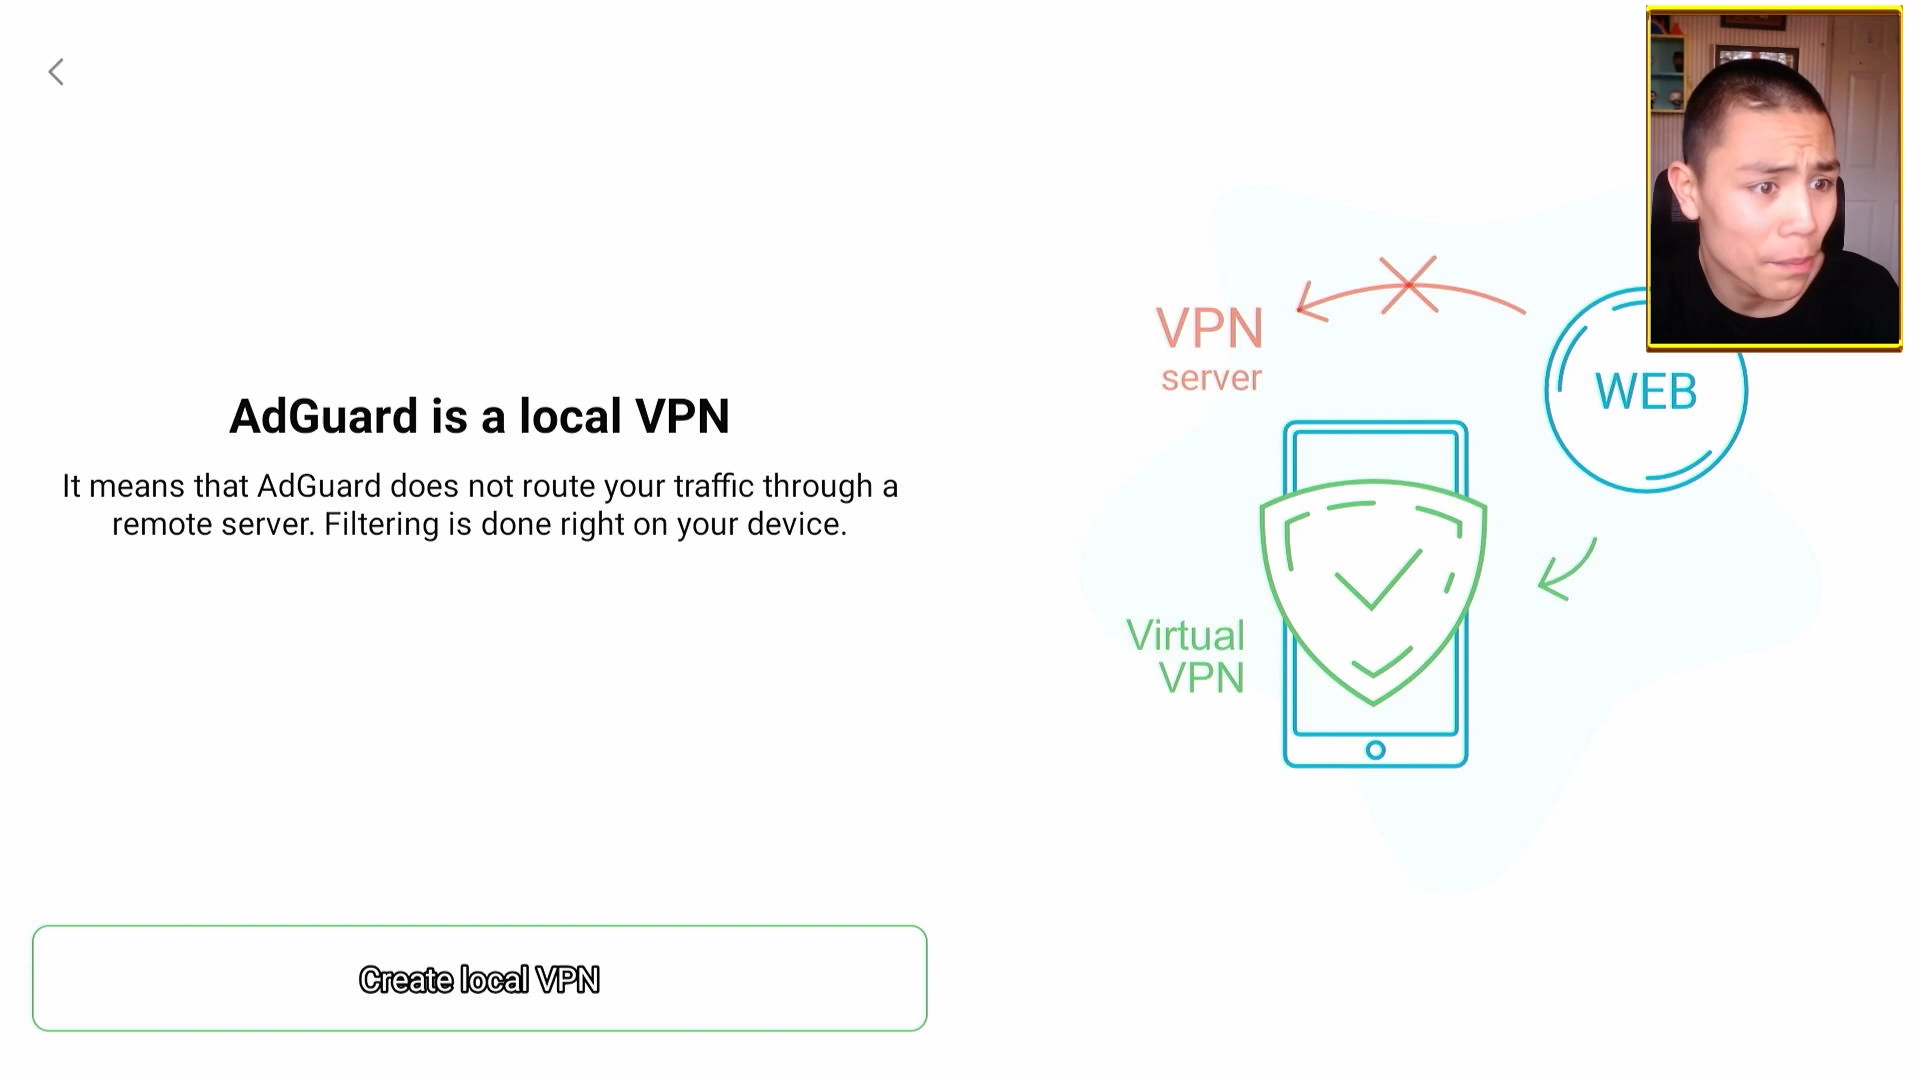 AdGuard is a local VPN
It means that AdGuard does not route your traffic through a
remote server. Filtering is done right on your device.
Create local VPN
VPN
server
WEB
Virtual
VPN